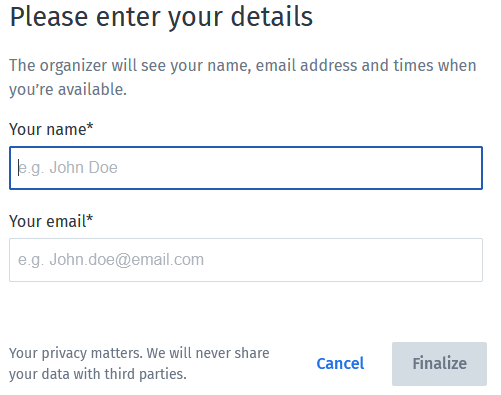 Please enter your details
The organizer will see your name, email address and times when
you’re available.
Your name*
e.g. John Doe
Your email*
e.g. John.doe@email.com
Your privacy matters. We will never share
your data with third parties.
Cancel
Finalize